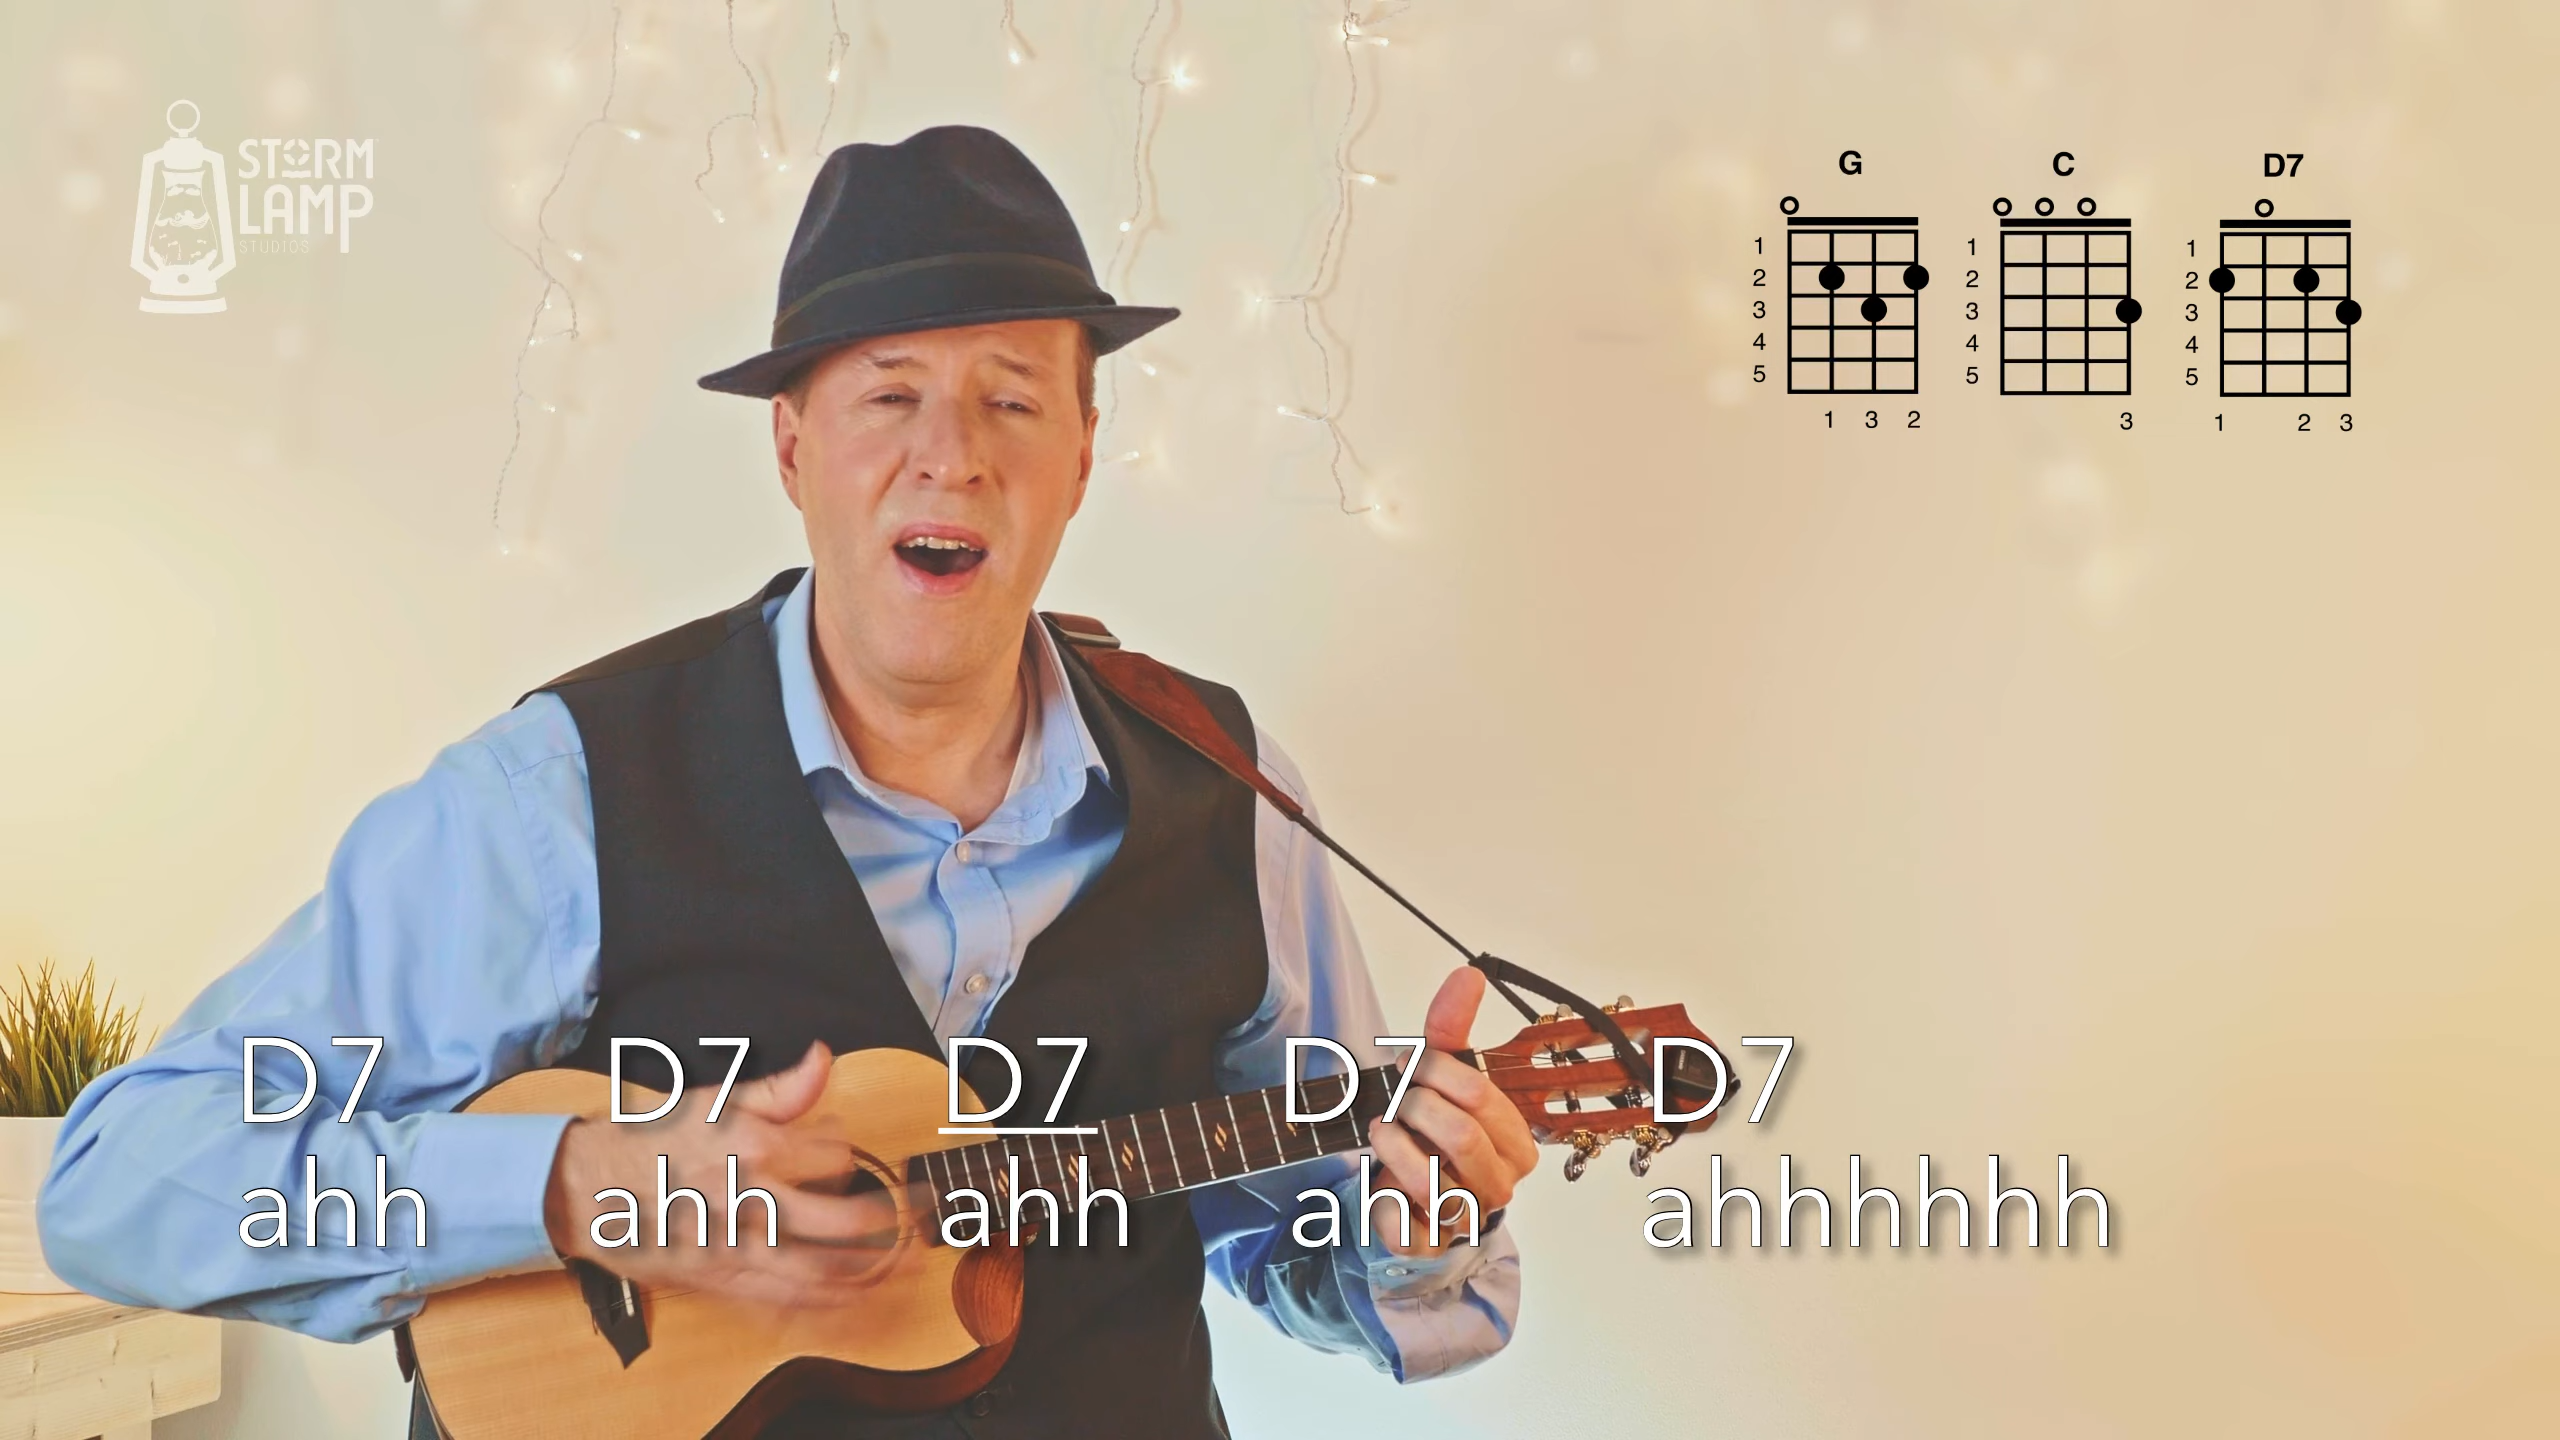 STORM
LAMP
STUDIOS
G C D7
1 1 1
2 2 2
3 3 3
4 4 4
5 5 5
1 3 2 3 1 2 3
D7 D7 D7 D7 D7
ahh ahh ahh ahh ahhhhhhh